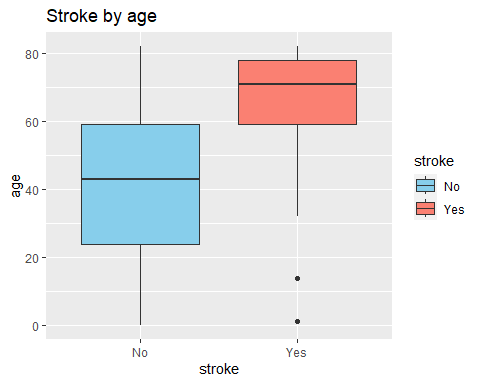 Stroke by age
age
80
60
40
20
0
No
Yes
stroke
stroke
No
Yes